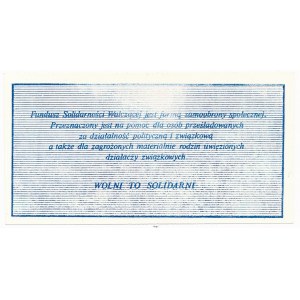 Fundusz Solidarności Walczącej jest formą samoobrony społecznej.
Przeznaczony jest na pomoc dla osób prześladowanych
za działalność polityczną i związkową
a także dla zagrożonych materialnie rodzin uwięzionych
działaczy związkowych.
WOLNI TO SOLIDARNI